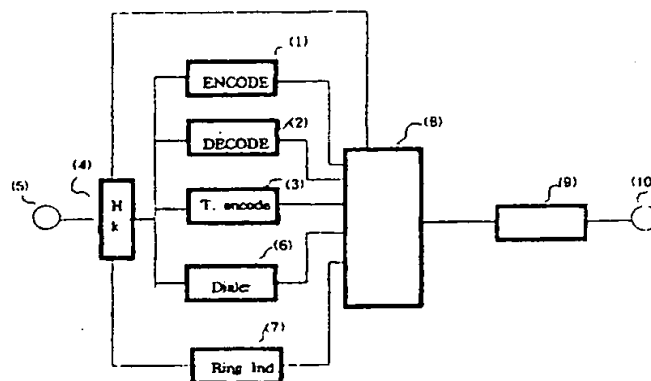 (1)
ENCODE
(2)
DECODE
(8)
(4)
(5)
H
k
(3)
T. encode
(9)
(10)
(6)
Dialer
(7)
Ring Ind